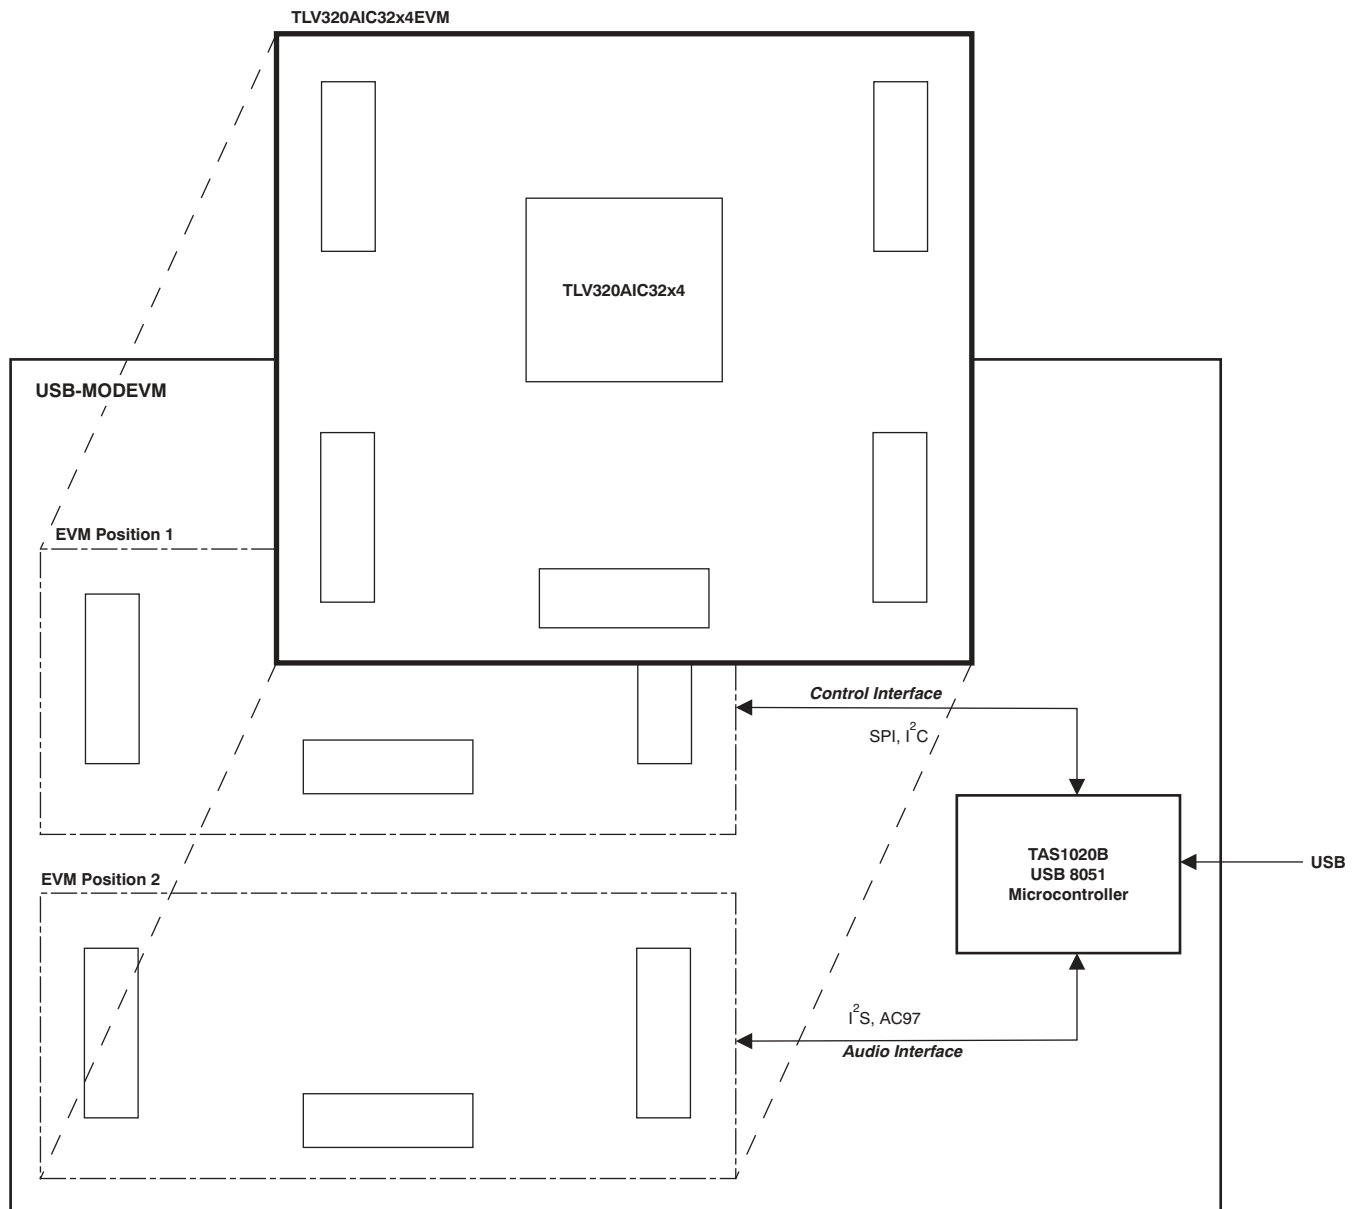 TLV320AIC32x4EVM
TLV320AIC32x4
USB-MODEVM
EVM Position 1
Control Interface
SPI, I²C
TAS1020B
USB 8051
Microcontroller
USB
EVM Position 2
I²S, AC97
Audio Interface